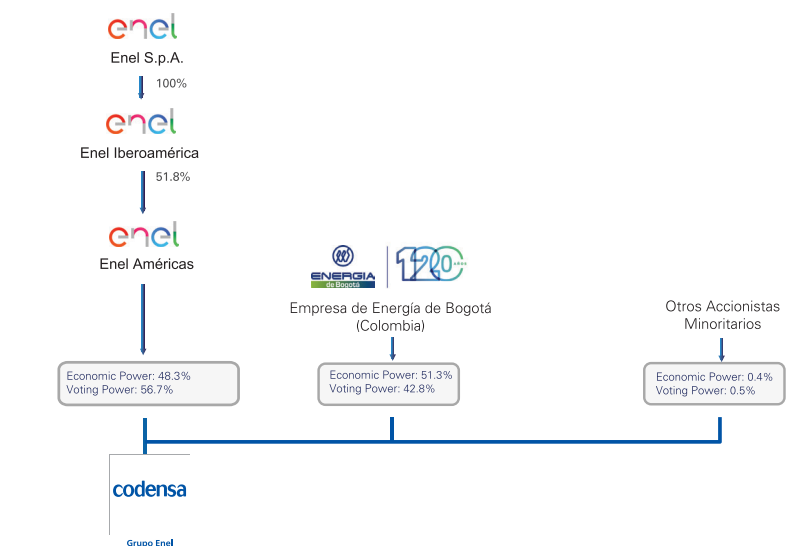 enel
Enel S.p.A.
100%
enel
Enel Iberoamérica
51.8%
enel
Enel Américas
ENERGIA
de Bogotá
120
AÑOS
Empresa de Energía de Bogotá
(Colombia)
Otros Accionistas
Minoritarios
Economic Power: 48.3%
Voting Power: 56.7%
Economic Power: 51.3%
Voting Power: 42.8%
Economic Power: 0.4%
Voting Power: 0.5%
codensa
Grupo Enel